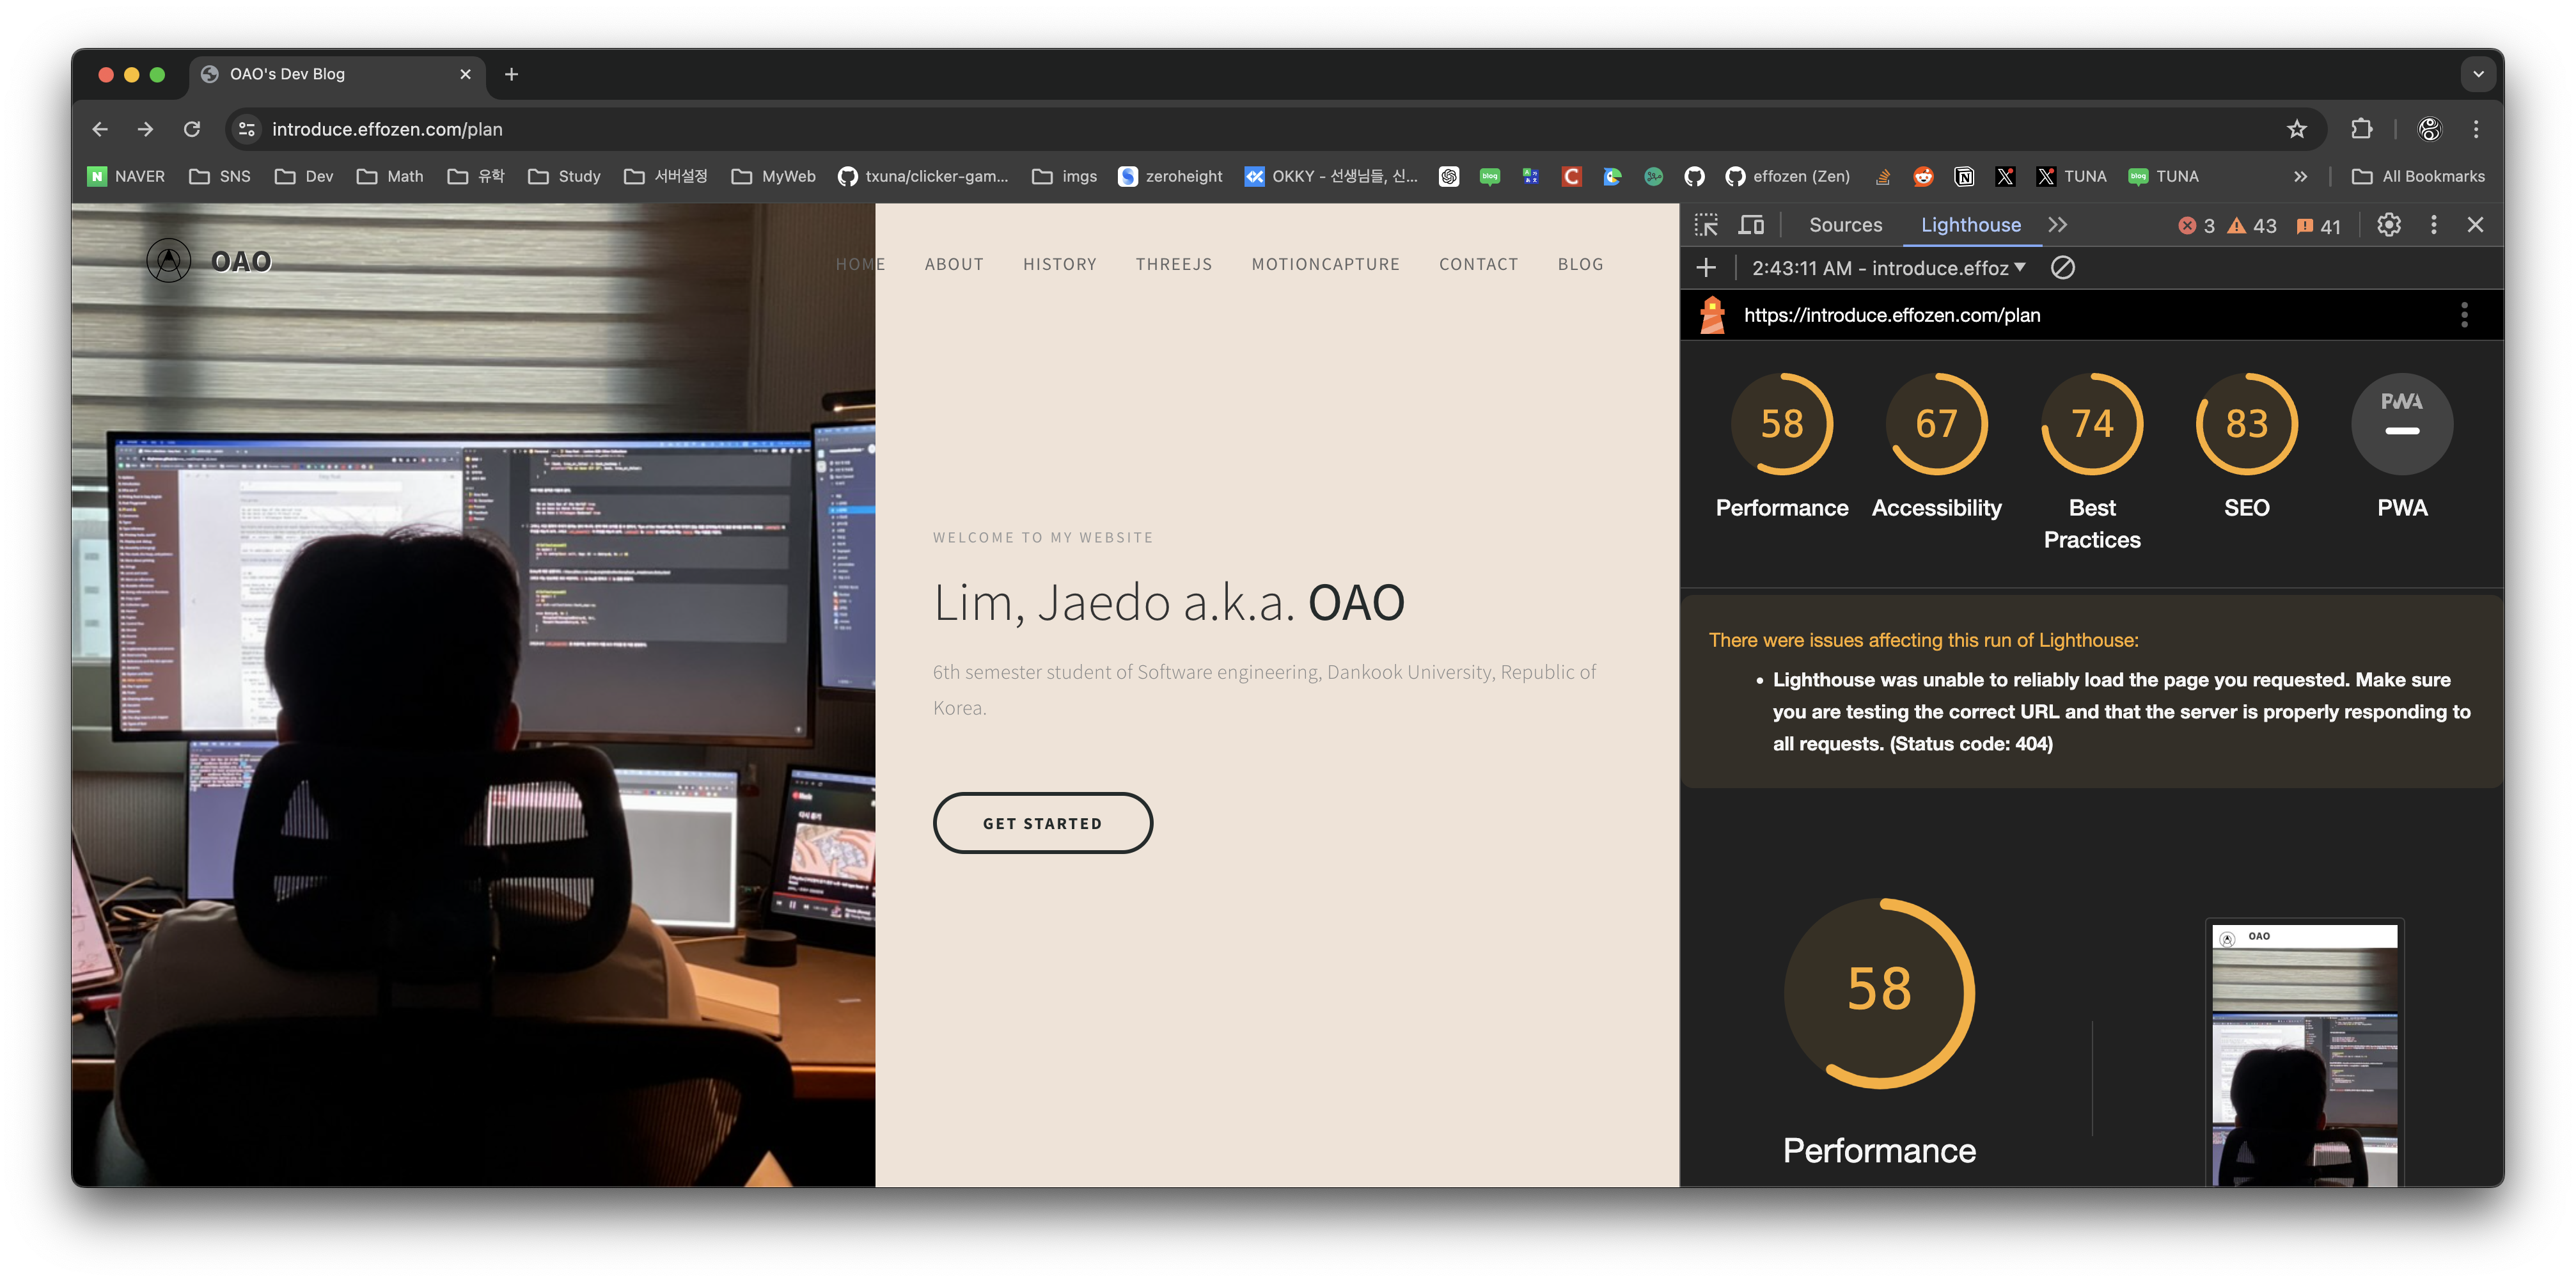 OAO's Dev Blog
introduce.effozen.com/plan
NAVER SNS Dev Math 유학 Study 서버설정 MyWeb txuna/clicker-gam... imgs zeroheight OKKY - 선생님들, 신... effozen (Zen) TUNA TUNA All Bookmarks
OAO
HOME ABOUT HISTORY THREEJS MOTIONCAPTURE CONTACT BLOG
WELCOME TO MY WEBSITE
Lim, Jaedo a.k.a. OAO
6th semester student of Software engineering, Dankook University, Republic of
Korea.
GET STARTED
Sources Lighthouse 3 43 41
2:43:11 AM - introduce.effoz
https://introduce.effozen.com/plan
58 67 74 83 PWA
Performance Accessibility Best SEO PWA
Practices
There were issues affecting this run of Lighthouse:
Lighthouse was unable to reliably load the page you requested. Make sure
you are testing the correct URL and that the server is properly responding to
all requests. (Status code: 404)
58
Performance
OAO